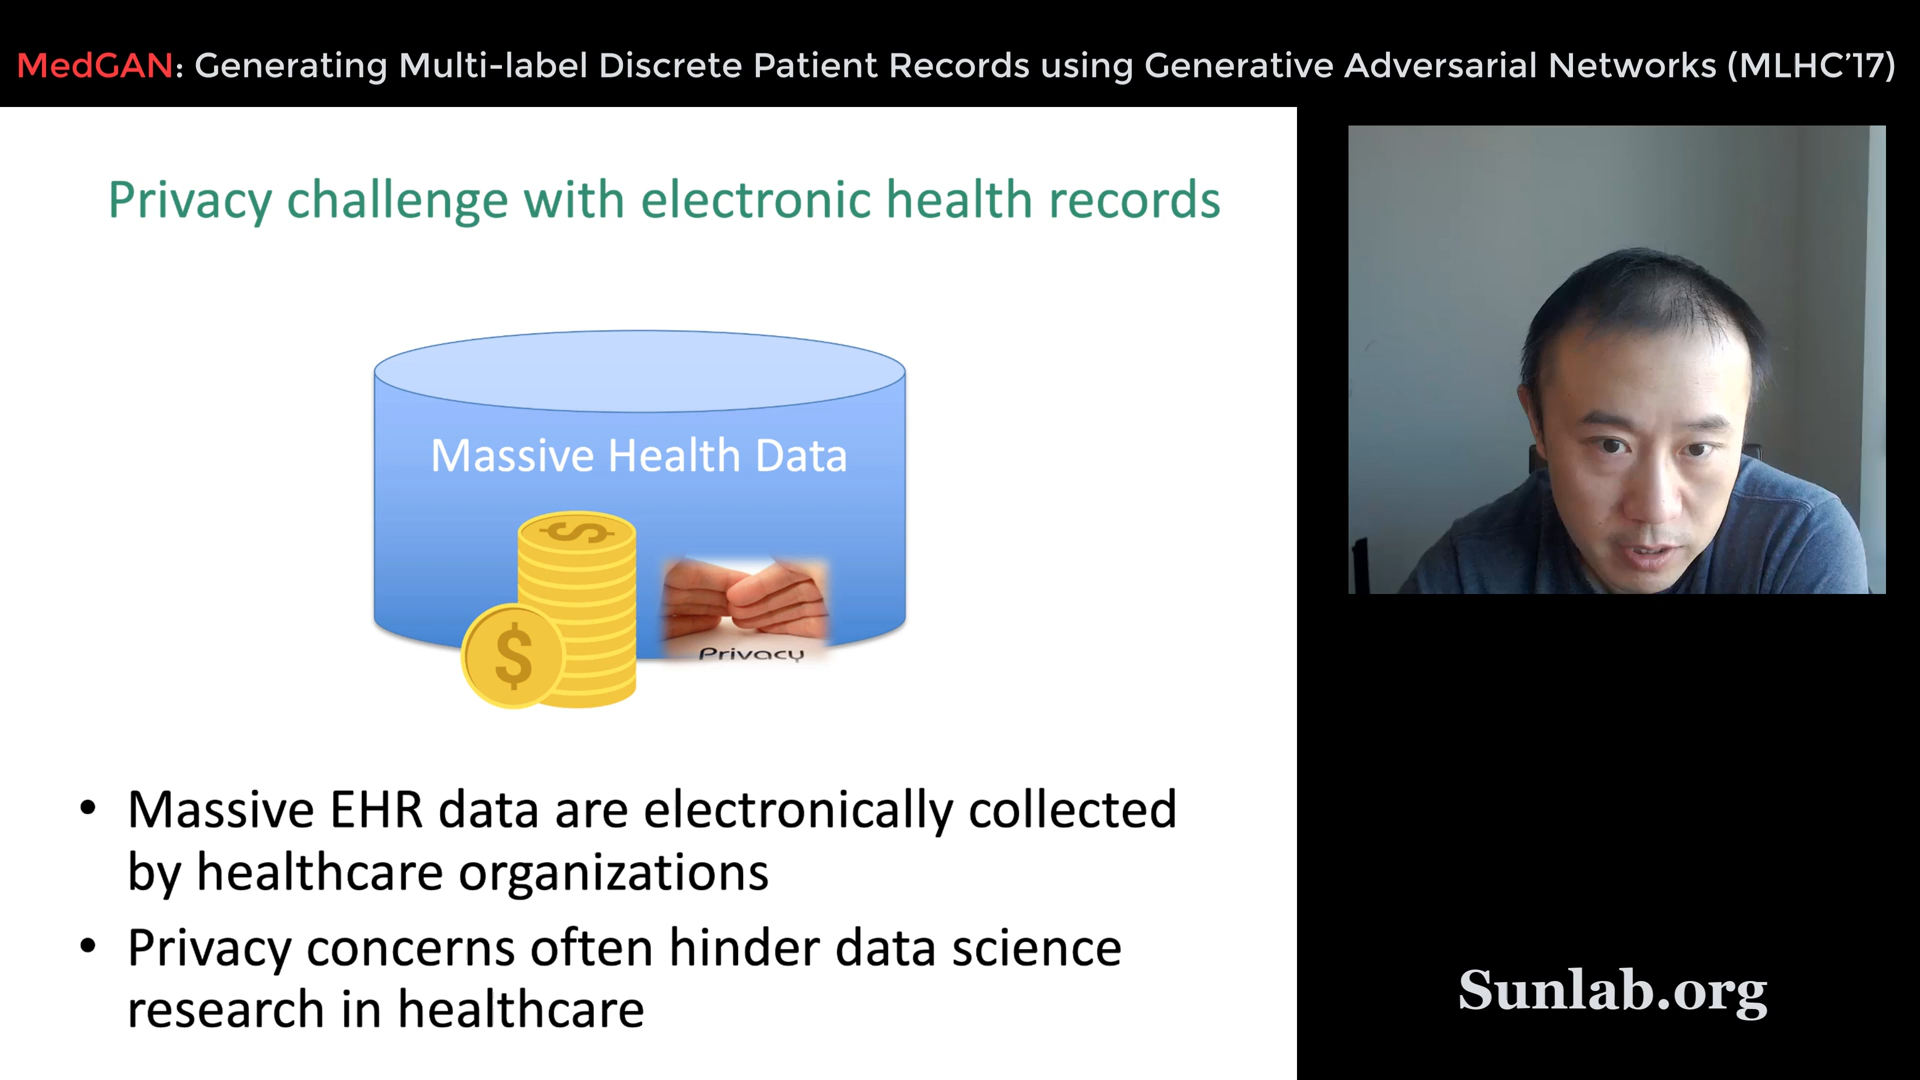 MedGAN: Generating Multi-label Discrete Patient Records using Generative Adversarial Networks (MLHC’17)
Privacy challenge with electronic health records
Massive Health Data
$
$
Privacy
• Massive EHR data are electronically collected
by healthcare organizations
• Privacy concerns often hinder data science
research in healthcare
Sunlab.org